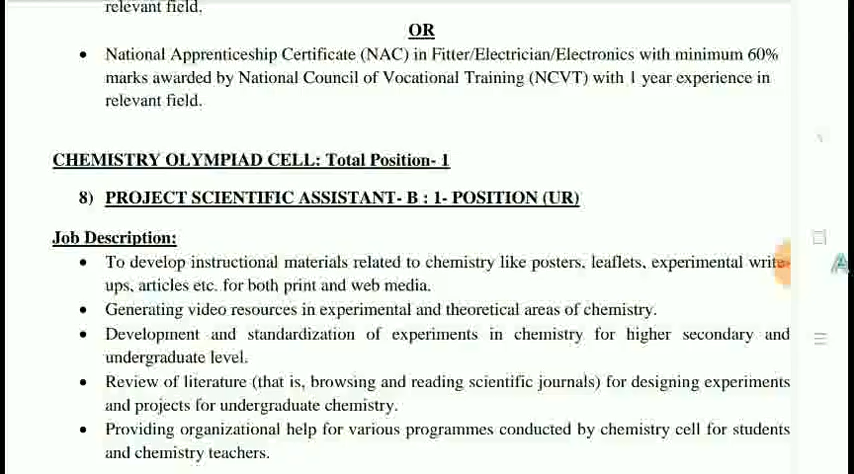 relevant field.
OR
• National Apprenticeship Certificate (NAC) in Fitter/Electrician/Electronics with minimum 60%
marks awarded by National Council of Vocational Training (NCVT) with 1 year experience in
relevant field.
CHEMISTRY OLYMPIAD CELL: Total Position- 1
8) PROJECT SCIENTIFIC ASSISTANT- B : 1- POSITION (UR)
Job Description:
• To develop instructional materials related to chemistry like posters, leaflets, experimental write-
ups, articles etc. for both print and web media.
• Generating video resources in experimental and theoretical areas of chemistry.
• Development and standardization of experiments in chemistry for higher secondary and
undergraduate level.
• Review of literature (that is, browsing and reading scientific journals) for designing experiments
and projects for undergraduate chemistry.
• Providing organizational help for various programmes conducted by chemistry cell for students
and chemistry teachers.